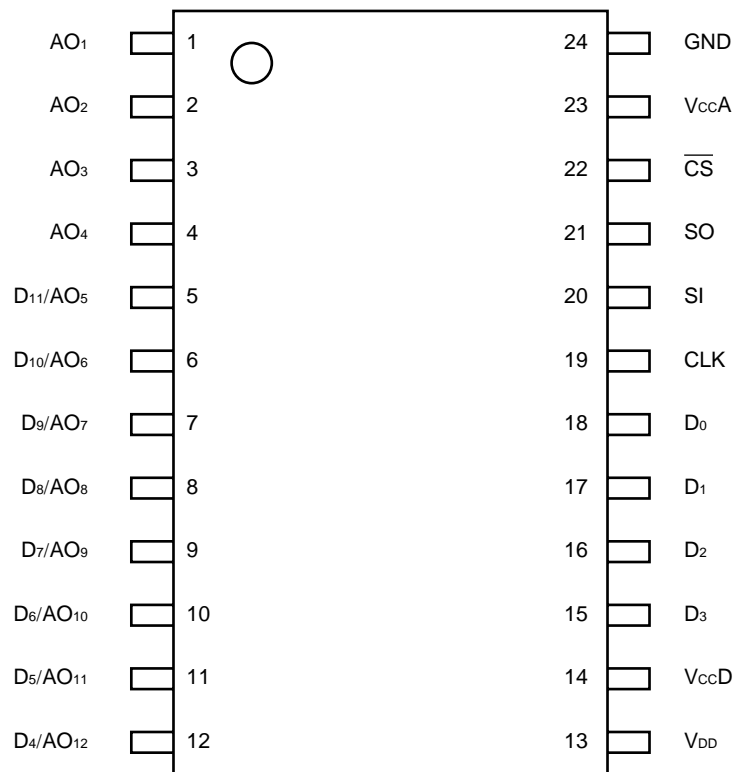 AO₁ 1 24 GND
AO₂ 2 23 VCCA
AO₃ 3 22 C̅S̅
AO₄ 4 21 SO
D₁₁/AO₅ 5 20 SI
D₁₀/AO₆ 6 19 CLK
D₉/AO₇ 7 18 D₀
D₈/AO₈ 8 17 D₁
D₇/AO₉ 9 16 D₂
D₆/AO₁₀ 10 15 D₃
D₅/AO₁₁ 11 14 VCCD
D₄/AO₁₂ 12 13 VDD